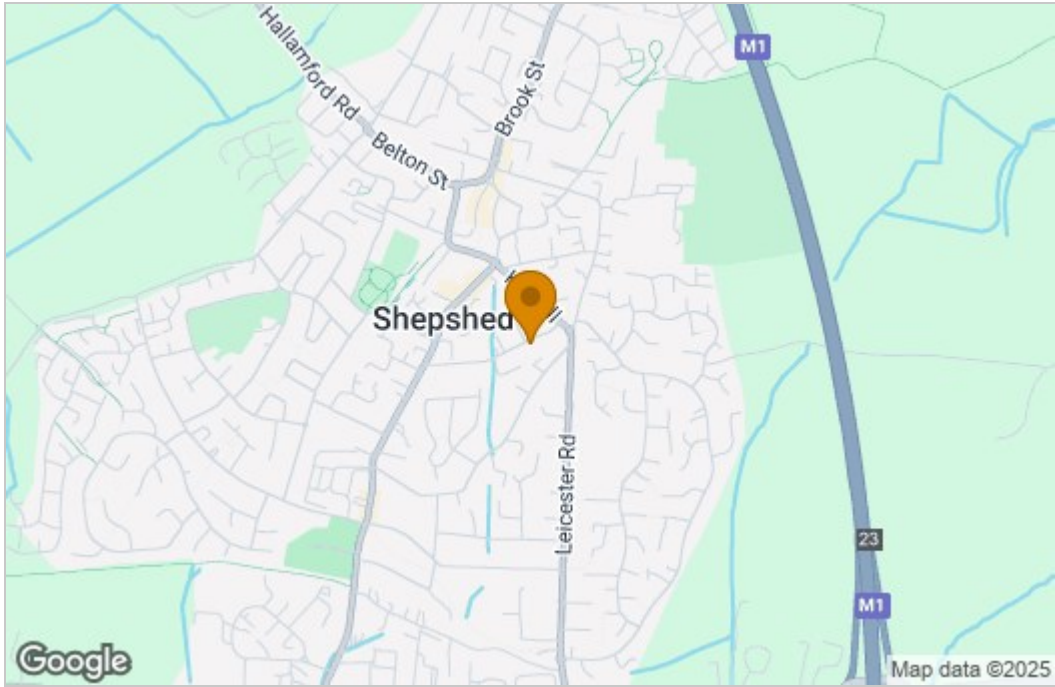 Hallamford Rd
Brook St
M1
Belton St
Shepshed
Leicester Rd
23
M1
Google
Map data ©2025